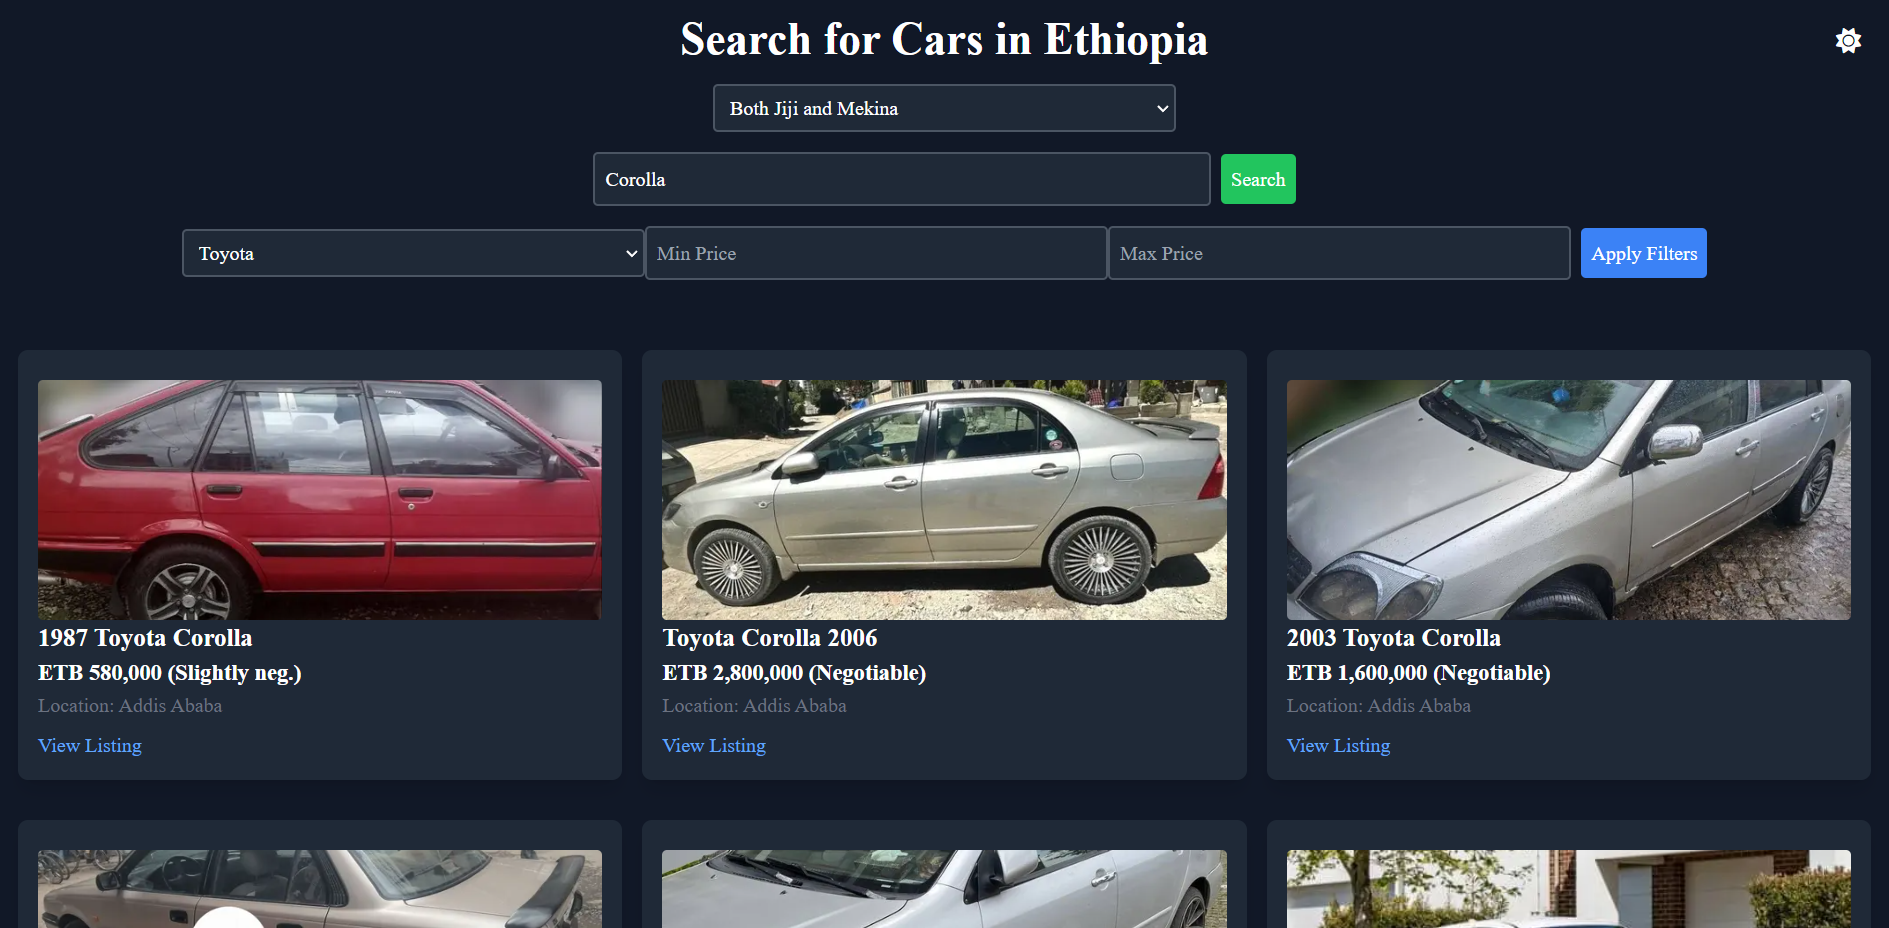 Search for Cars in Ethiopia
Both Jiji and Mekina
Corolla
Search
Toyota
Min Price
Max Price
Apply Filters
1987 Toyota Corolla
ETB 580,000 (Slightly neg.)
Location: Addis Ababa
View Listing
Toyota Corolla 2006
ETB 2,800,000 (Negotiable)
Location: Addis Ababa
View Listing
2003 Toyota Corolla
ETB 1,600,000 (Negotiable)
Location: Addis Ababa
View Listing